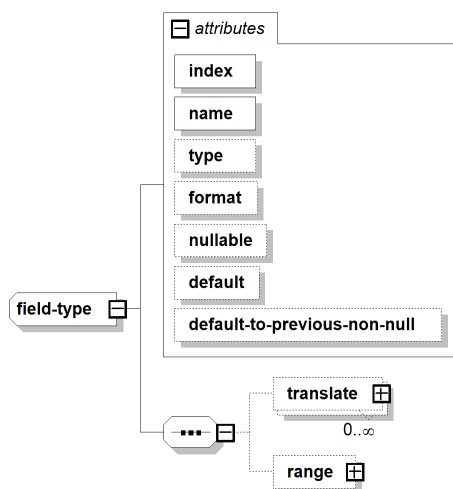 attributes
index
name
type
format
nullable
default
default-to-previous-non-null
field-type
translate
0..∞
range